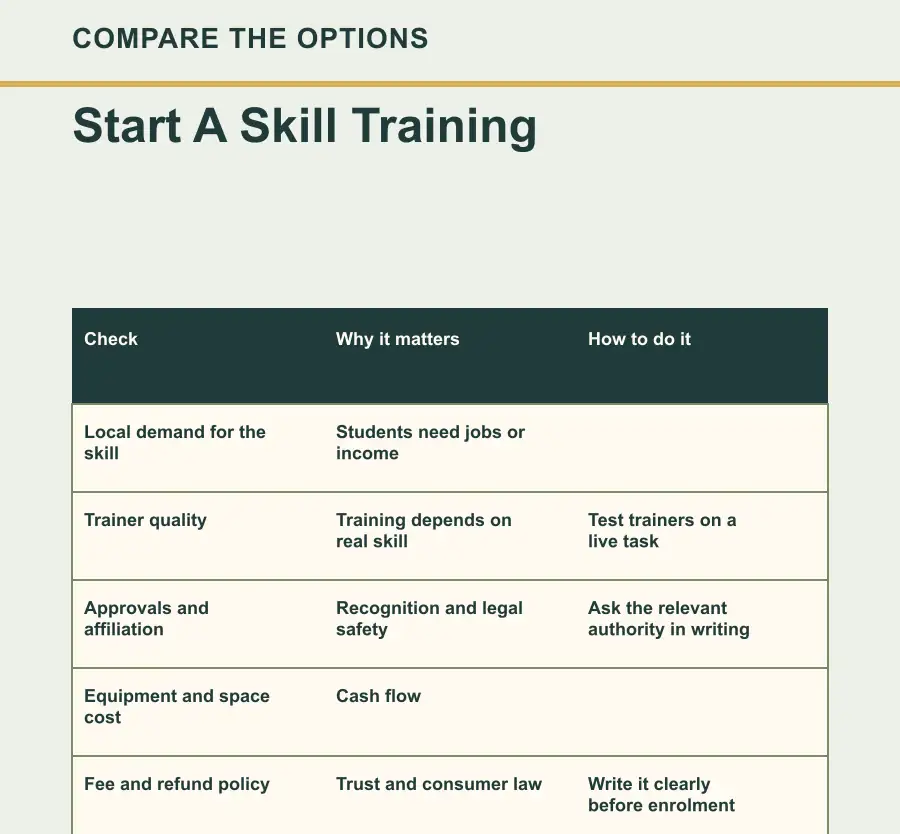 COMPARE THE OPTIONS
Start A Skill Training
Check
Why it matters
How to do it
Local demand for the
skill
Students need jobs or
income
Trainer quality
Training depends on
real skill
Test trainers on a
live task
Approvals and
affiliation
Recognition and legal
safety
Ask the relevant
authority in writing
Equipment and space
cost
Cash flow
Fee and refund policy
Trust and consumer law
Write it clearly
before enrolment